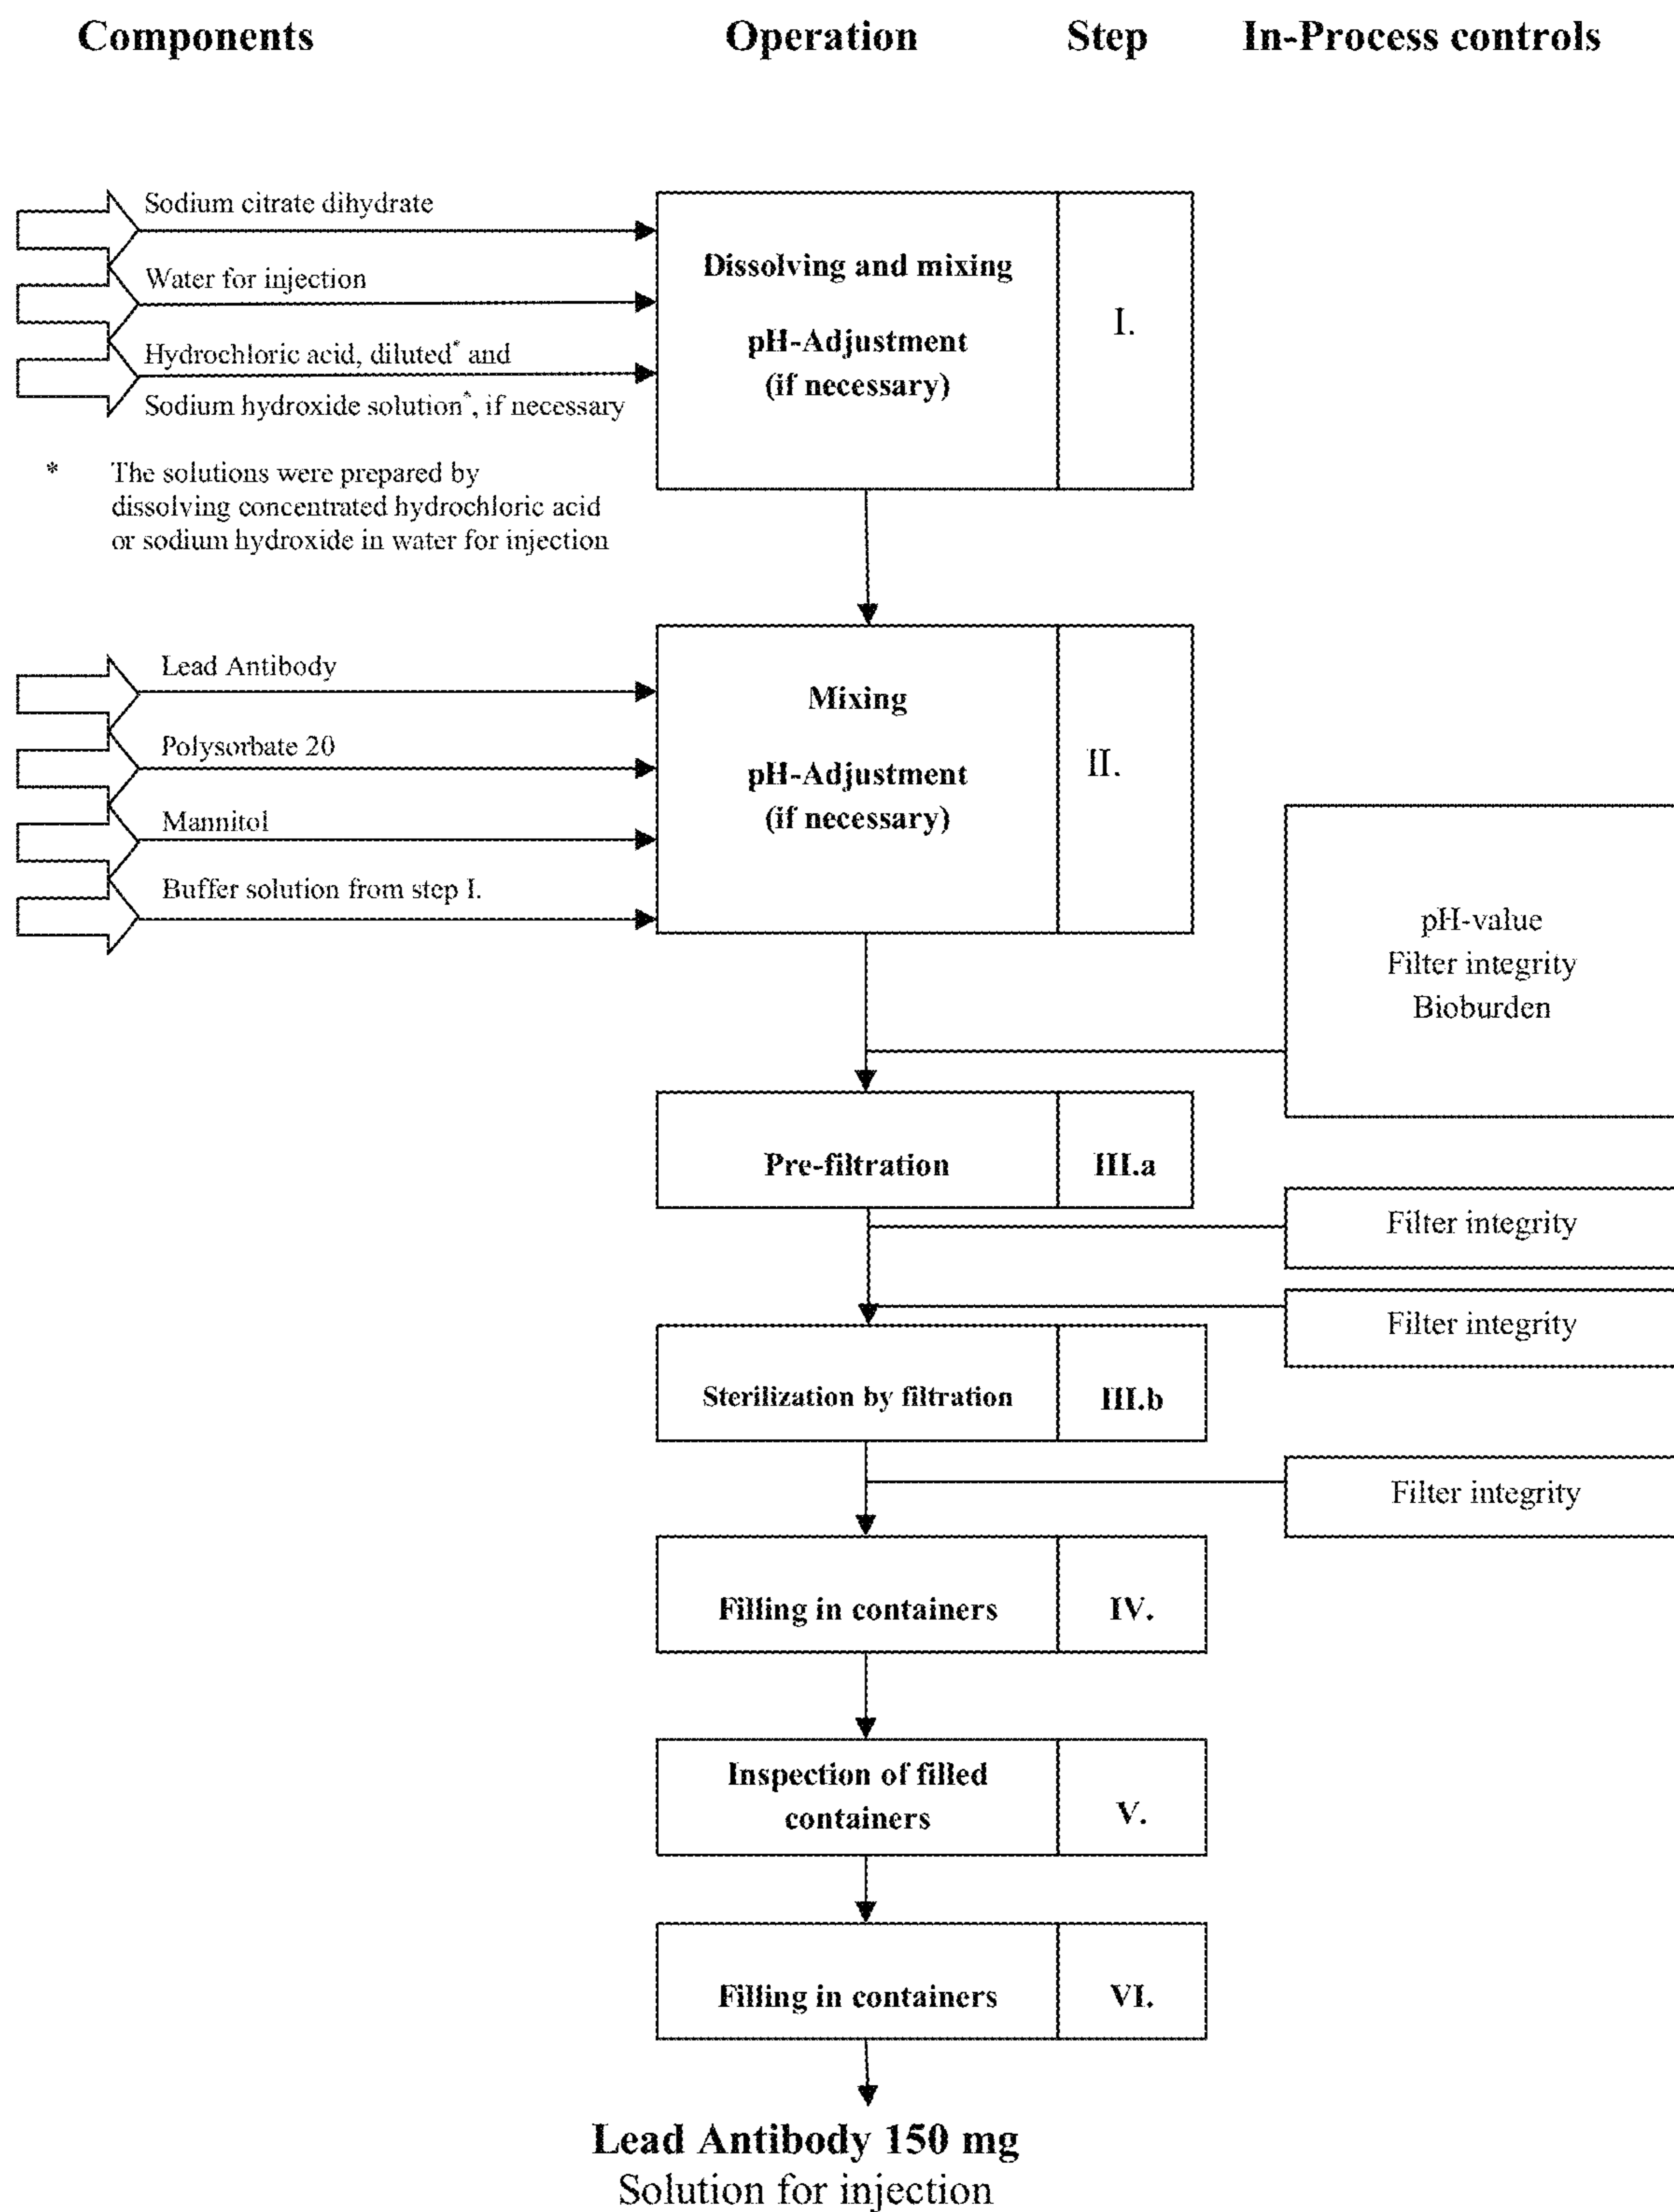 Components Operation Step In-Process controls
Sodium citrate dihydrate
Water for injection
Hydrochloric acid, diluted* and
Sodium hydroxide solution*, if necessary
Dissolving and mixing
pH-Adjustment
(if necessary)
I.
* The solutions were prepared by
dissolving concentrated hydrochloric acid
or sodium hydroxide in water for injection
Lead Antibody
Polysorbate 20
Mannitol
Buffer solution from step I.
Mixing
pH-Adjustment
(if necessary)
II.
pH-value
Filter integrity
Bioburden
Pre-filtration III.a
Filter integrity
Filter integrity
Sterilization by filtration III.b
Filter integrity
Filling in containers IV.
Inspection of filled
containers
V.
Filling in containers VI.
Lead Antibody 150 mg
Solution for injection